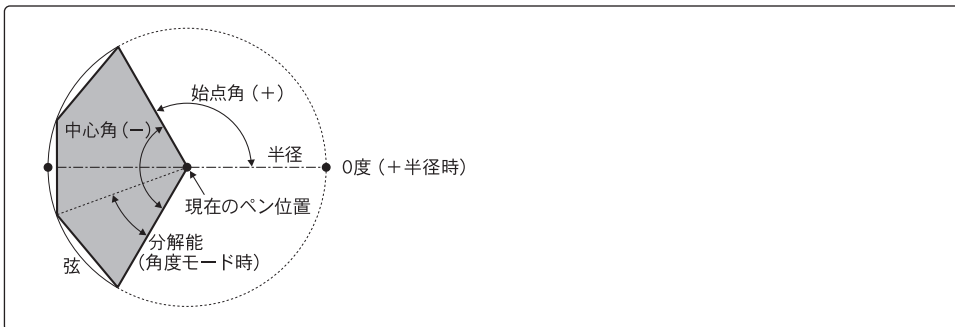 始点角（＋）
中心角（−）
半径
0度（＋半径時）
現在のペン位置
分解能
（角度モード時）
弦